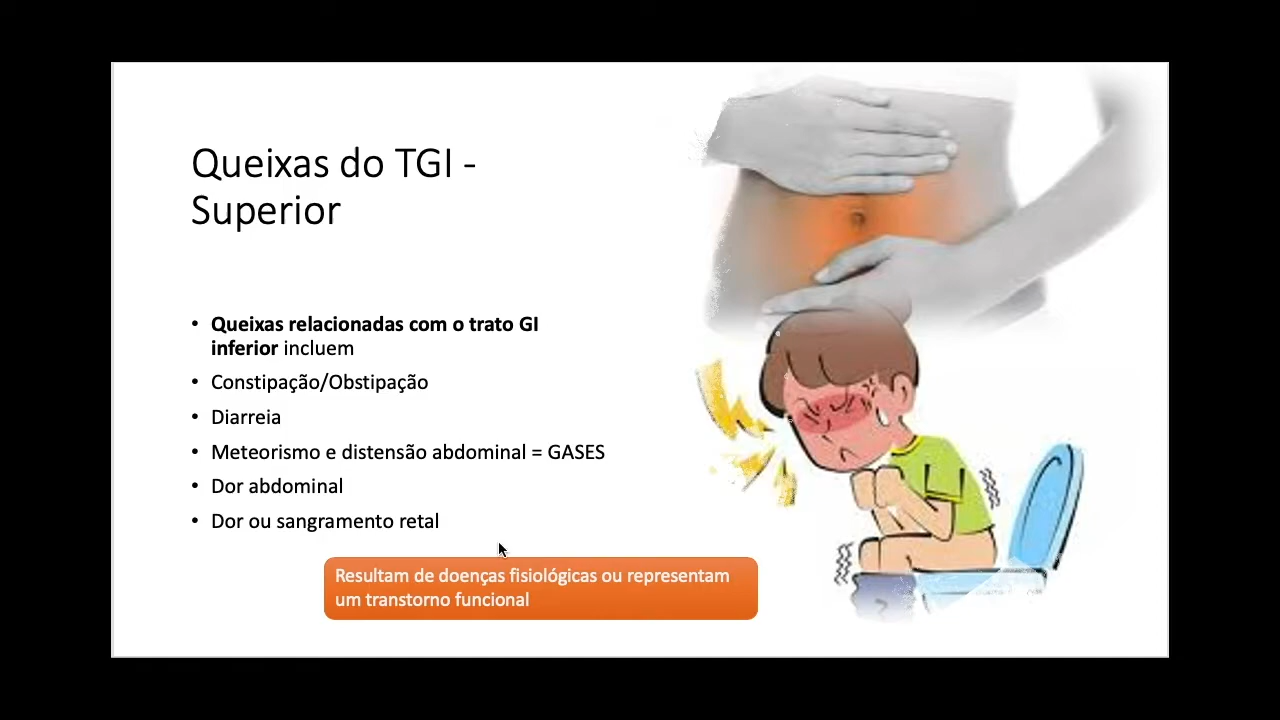 Queixas do TGI -
Superior
• Queixas relacionadas com o trato GI
inferior incluem
• Constipação/Obstipação
• Diarreia
• Meteorismo e distensão abdominal = GASES
• Dor abdominal
• Dor ou sangramento retal
Resultam de doenças fisiológicas ou representam
um transtorno funcional